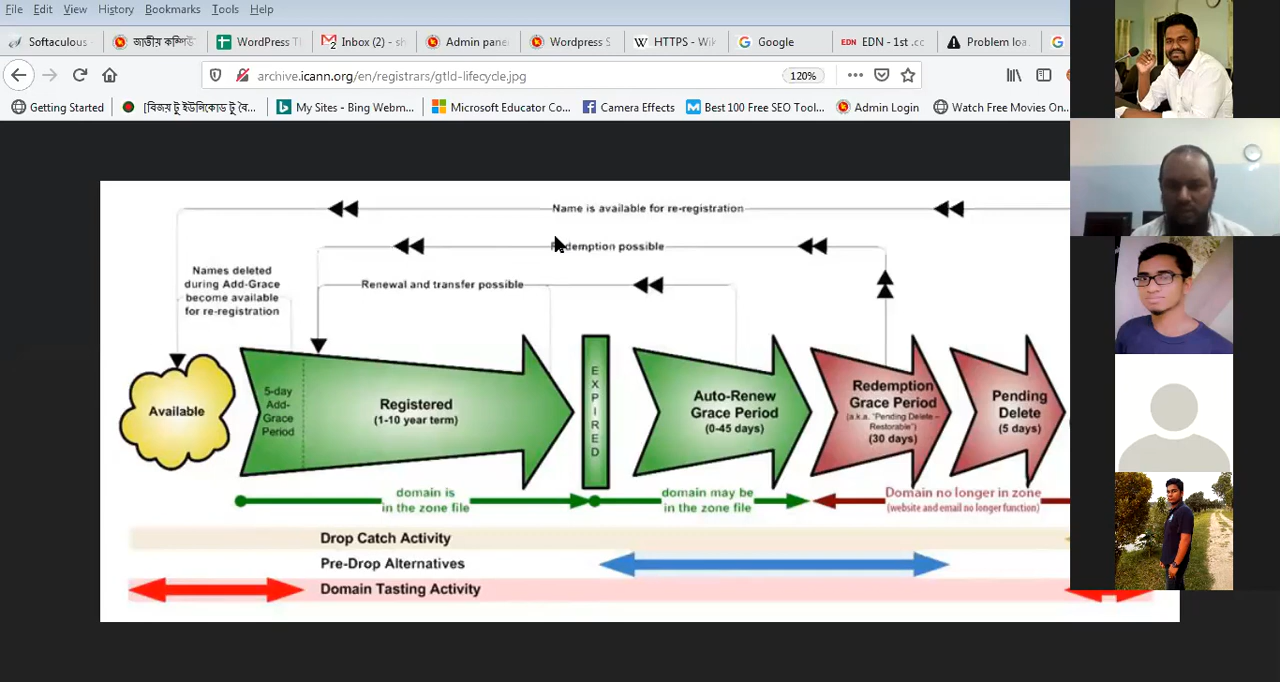 File Edit View History Bookmarks Tools Help
Softaculous জাতীয় কম্পিউ WordPress T Inbox (2) - sh Adminpane Wordpress S HTTPS - Wik Google EDN - 1st .cc Problem loa
archive.icann.org/en/registrars/gtld-lifecycle.jpg 120%
Getting Started [বিজয় টু ইউনিকোড টু বৈ... My Sites - Bing Webm... Microsoft Educator Co... Camera Effects Best 100 Free SEO Tool... Admin Login Watch Free Movies On...
Name is available for re-registration
Redemption possible
Renewal and transfer possible
Names deleted
during Add-Grace
become available
for re-registration
Available
5-day
Add-
Grace
Period
Registered
(1-10 year term)
EXPIRED
Auto-Renew
Grace Period
(0-45 days)
Redemption
Grace Period
(a.k.a. "Pending Delete –
Restorable")
(30 days)
Pending
Delete
(5 days)
domain is
in the zone file
domain may be
in the zone file
Domain no longer in zone
(website and email no longer function)
Drop Catch Activity
Pre-Drop Alternatives
Domain Tasting Activity